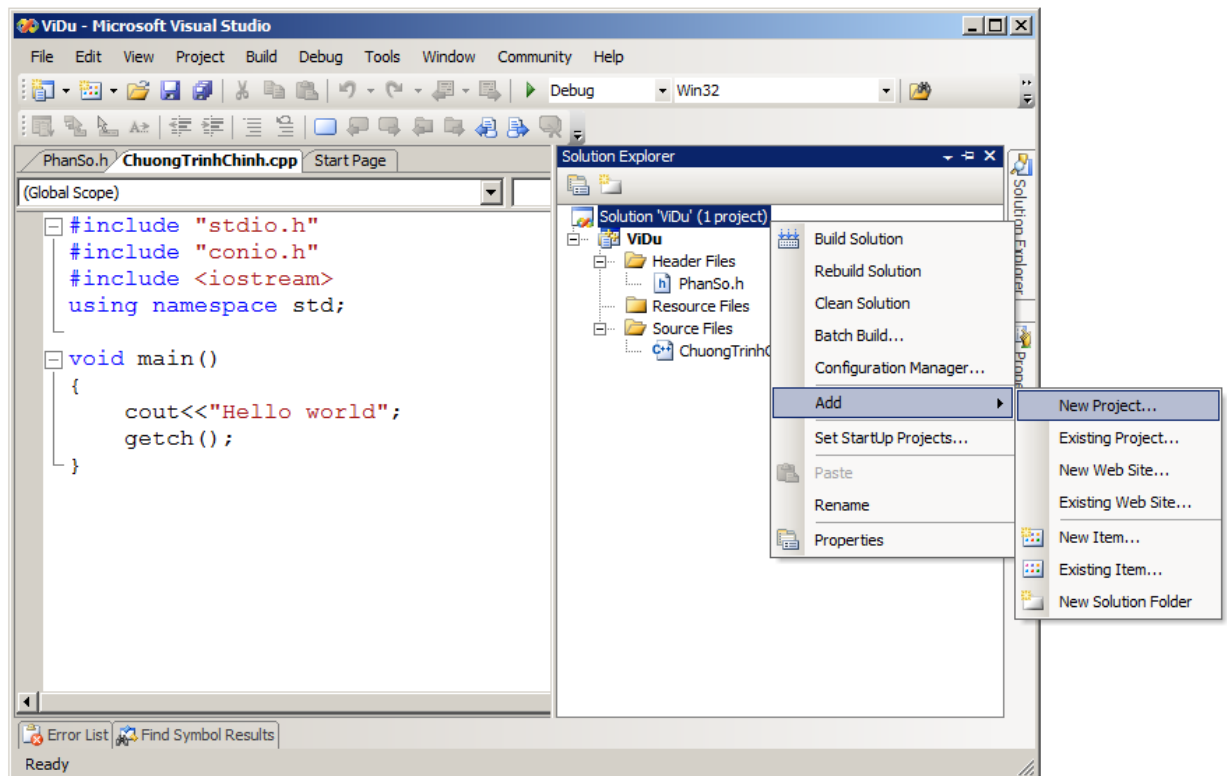 ViDu - Microsoft Visual Studio
File Edit View Project Build Debug Tools Window Community Help
Debug Win32
PhanSo.h ChuongTrinhChinh.cpp Start Page
(Global Scope)
#include "stdio.h"
#include "conio.h"
#include <iostream>
using namespace std;
void main()
{
cout<<"Hello world";
getch();
}
Solution Explorer
Solution 'ViDu' (1 project)
ViDu
Header Files
PhanSo.h
Resource Files
Source Files
ChuongTrinhC
Build Solution
Rebuild Solution
Clean Solution
Batch Build...
Configuration Manager...
Add
Set StartUp Projects...
Paste
Rename
Properties
New Project...
Existing Project...
New Web Site...
Existing Web Site...
New Item...
Existing Item...
New Solution Folder
Solution Explorer
Prope
Error List Find Symbol Results
Ready